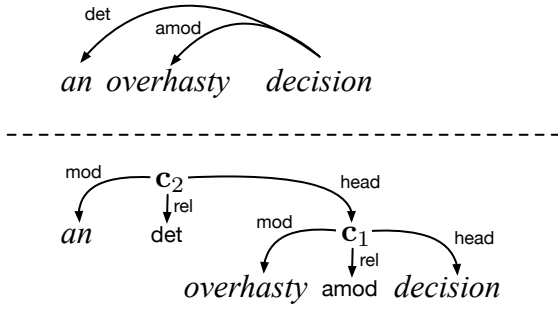 det
amod
an overhasty decision
mod c₂ head
rel
an det mod c₁ head
rel
overhasty amod decision